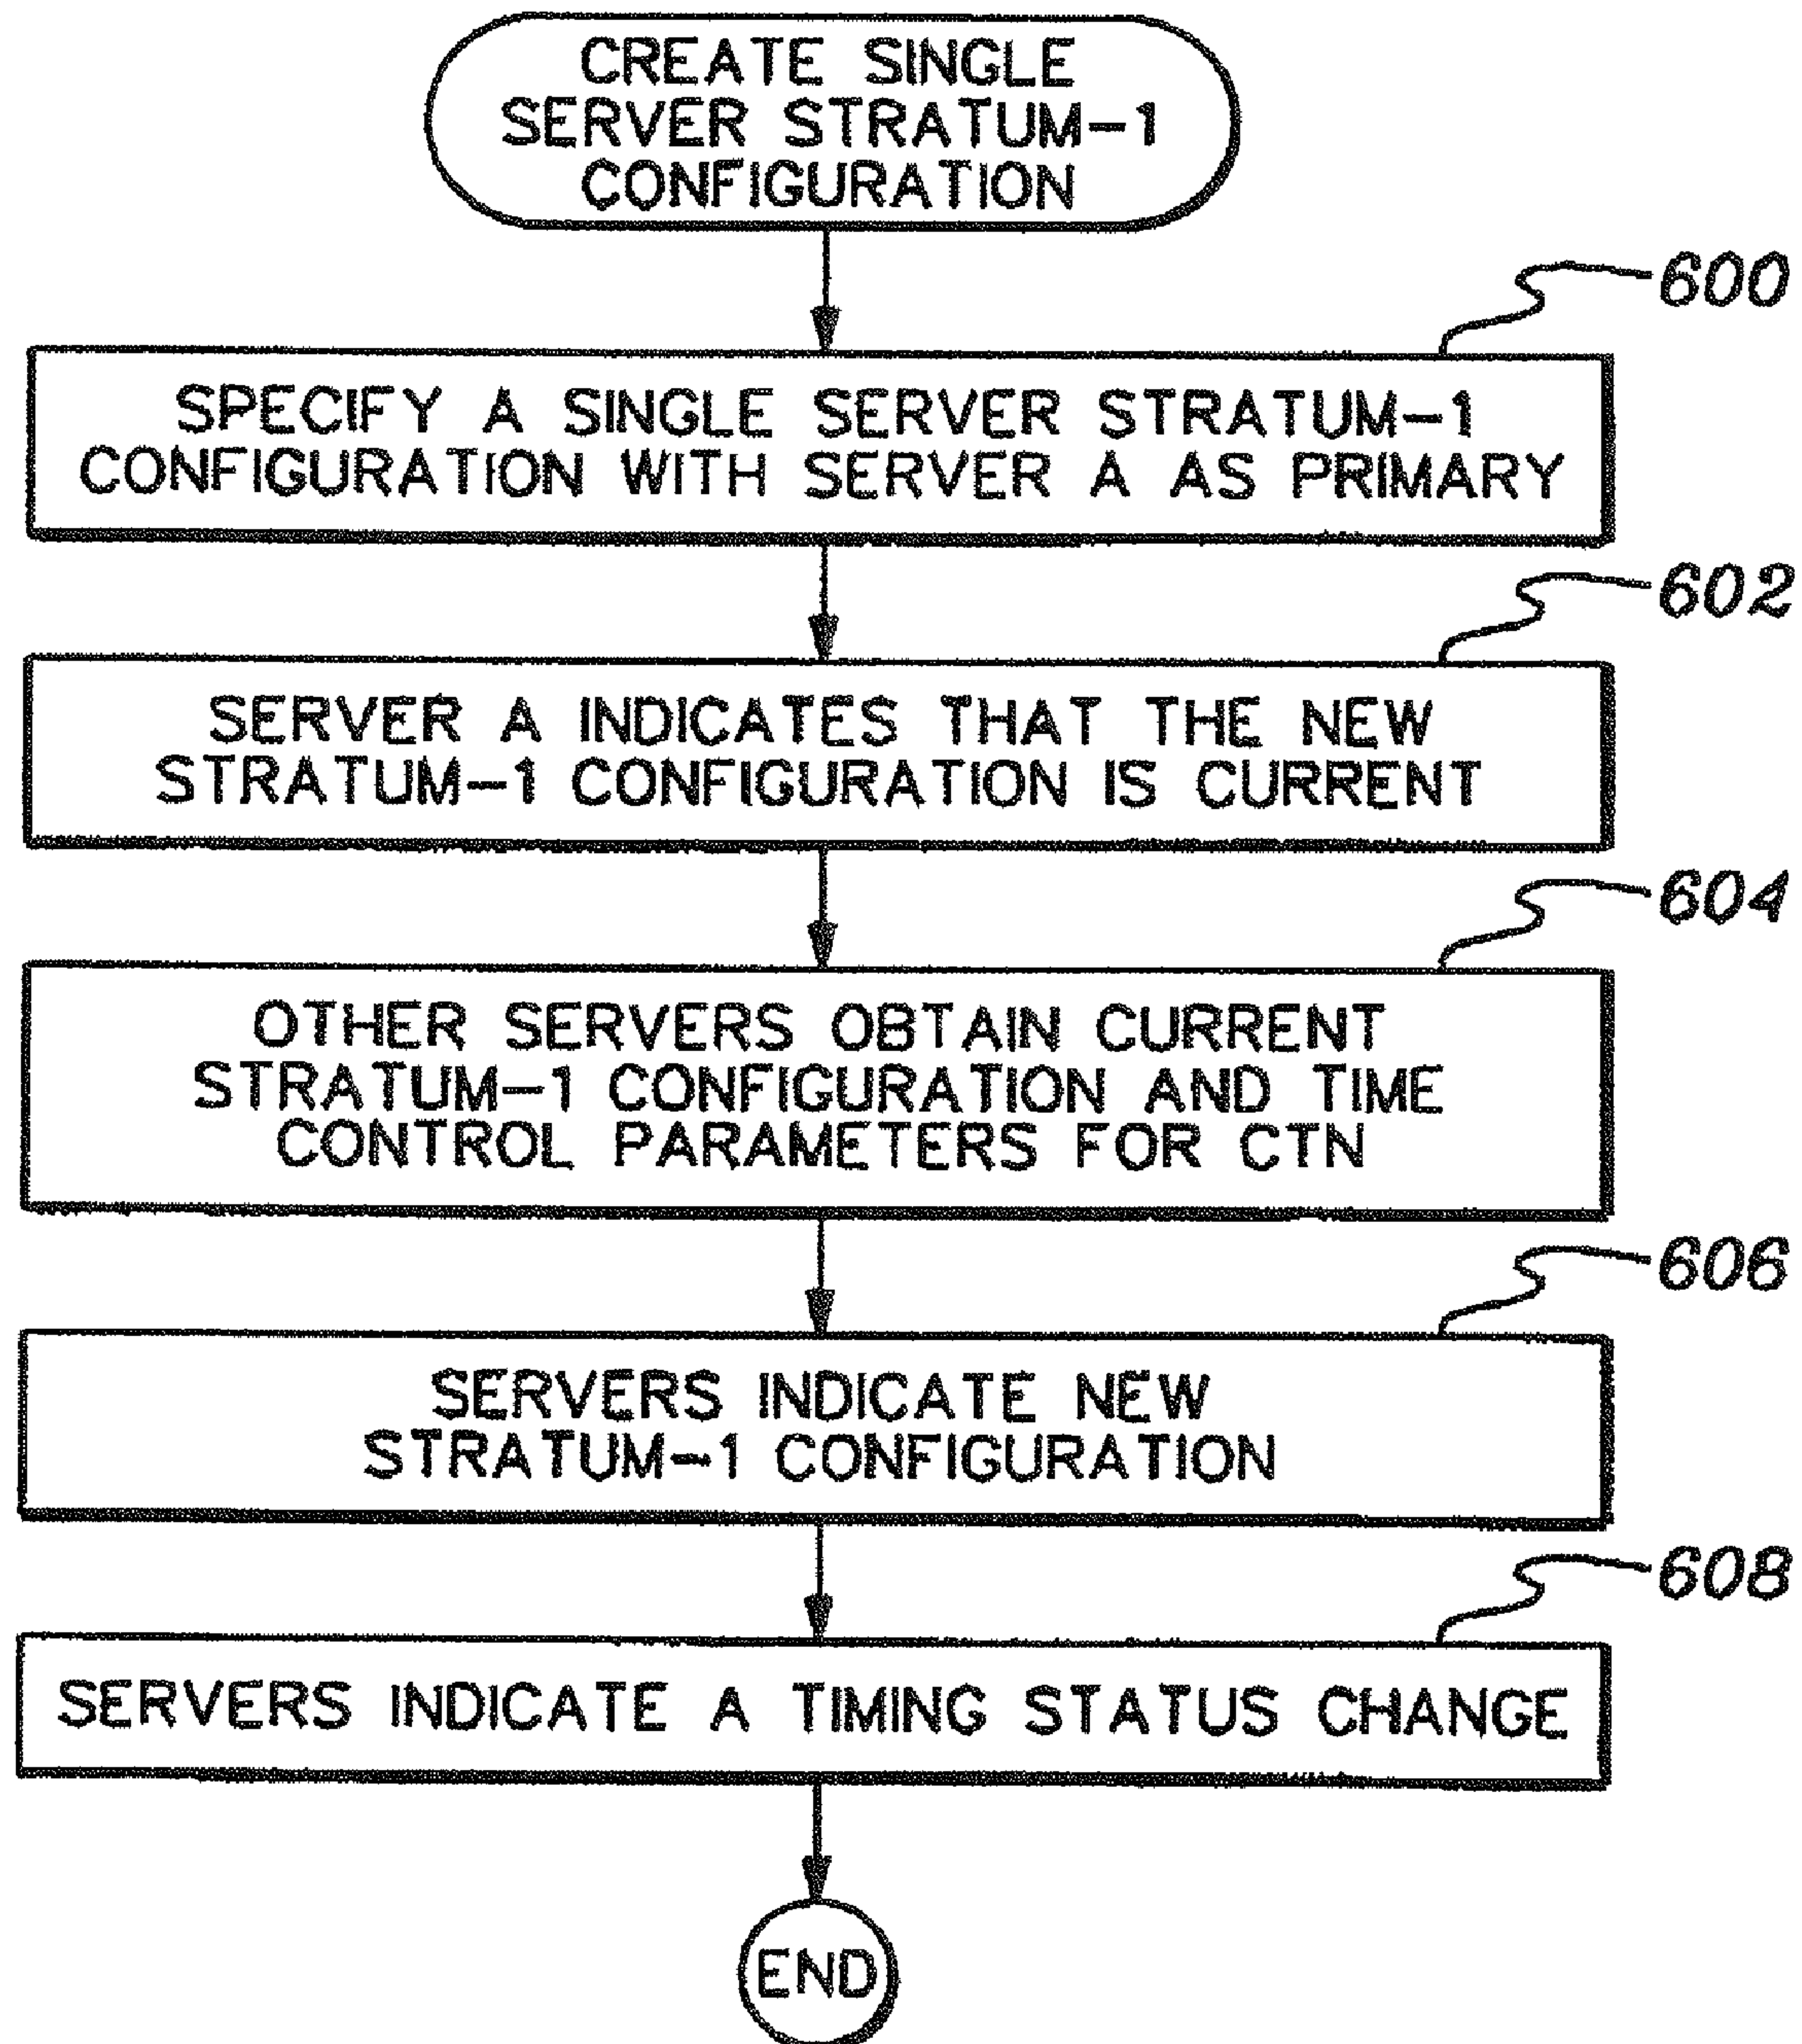 CREATE SINGLE
SERVER STRATUM-1
CONFIGURATION
600
SPECIFY A SINGLE SERVER STRATUM-1
CONFIGURATION WITH SERVER A AS PRIMARY
602
SERVER A INDICATES THAT THE NEW
STRATUM-1 CONFIGURATION IS CURRENT
604
OTHER SERVERS OBTAIN CURRENT
STRATUM-1 CONFIGURATION AND TIME
CONTROL PARAMETERS FOR CTN
606
SERVERS INDICATE NEW
STRATUM-1 CONFIGURATION
608
SERVERS INDICATE A TIMING STATUS CHANGE
END